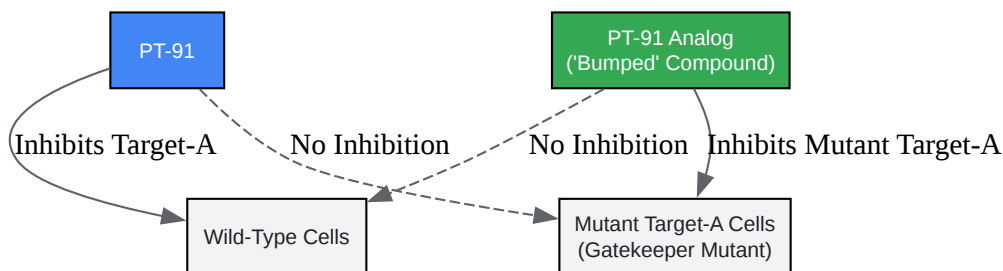 PT-91
PT-91 Analog
('Bumped' Compound)
Inhibits Target-A
No Inhibition
No Inhibition
Inhibits Mutant Target-A
Wild-Type Cells
Mutant Target-A Cells
(Gatekeeper Mutant)